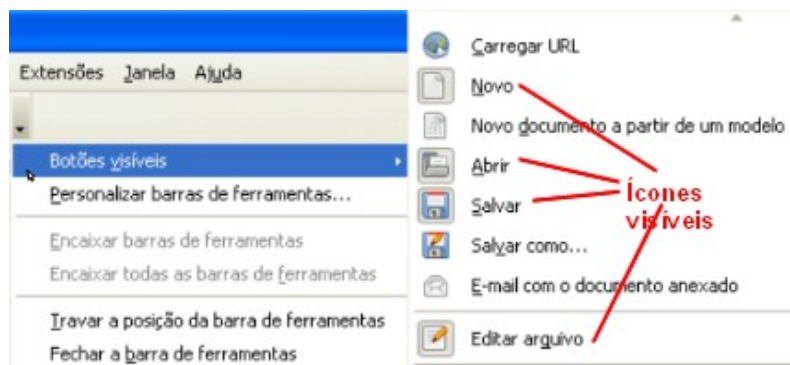 Extensões Janela Ajuda
Botões visíveis
Personalizar barras de ferramentas...
Encaixar barras de ferramentas
Encaixar todas as barras de ferramentas
Travar a posição da barra de ferramentas
Fechar a barra de ferramentas
Carregar URL
Novo
Novo documento a partir de um modelo
Abrir
Salvar
Salvar como...
E-mail com o documento anexado
Editar arquivo
Ícones
visíveis